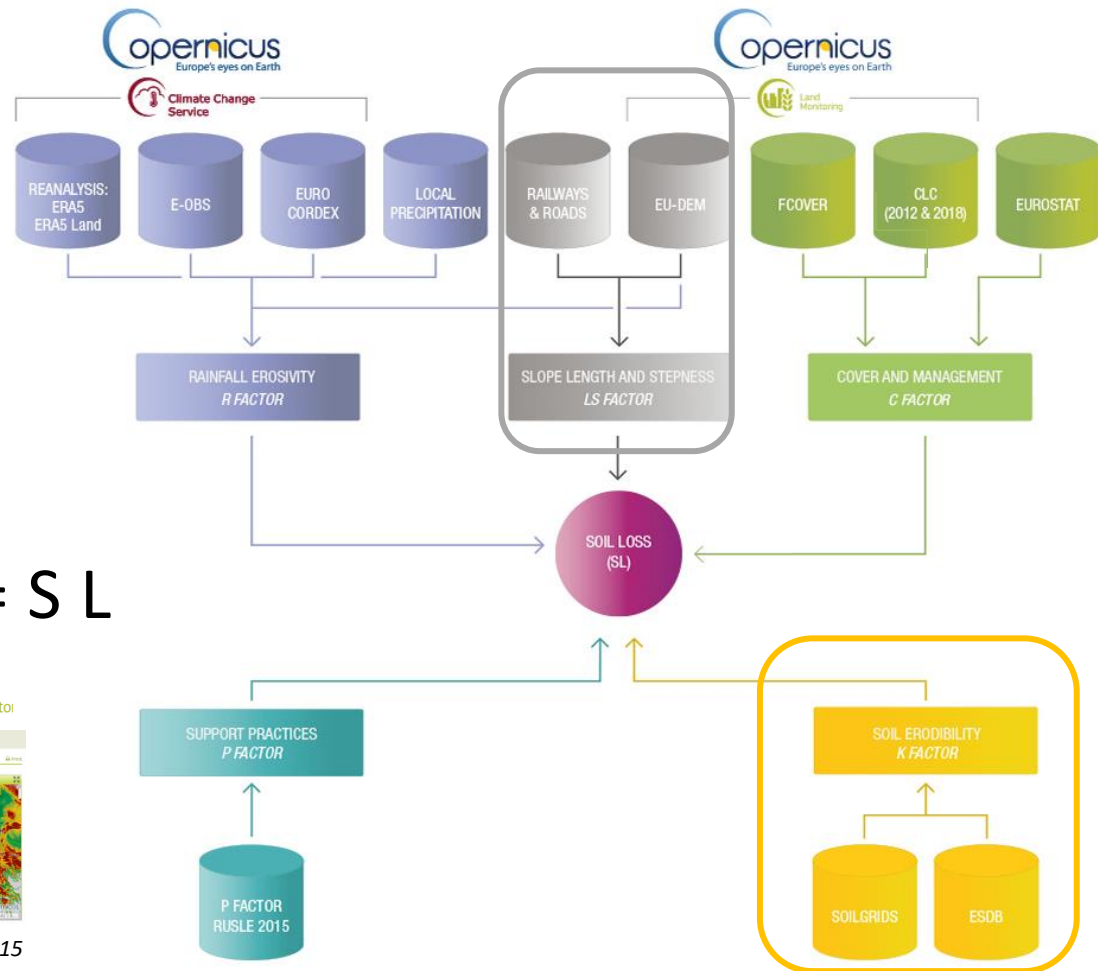 opernicus
Europe's eyes on Earth
Climate Change
Service
opernicus
Europe's eyes on Earth
Land
Monitoring
REANALYSIS:
ERA5
ERA5 Land
E-OBS
EURO
CORDEX
LOCAL
PRECIPITATION
RAILWAYS
& ROADS
EU-DEM
FCOVER
CLC
(2012 & 2018)
EUROSTAT
RAINFALL EROSIVITY
R FACTOR
SLOPE LENGTH AND STEPNESS
LS FACTOR
COVER AND MANAGEMENT
C FACTOR
SOIL LOSS
(SL)
= S L
SUPPORT PRACTICES
P FACTOR
SOIL ERODIBILITY
K FACTOR
P FACTOR
RUSLE 2015
SOILGRIDS
ESDB
15